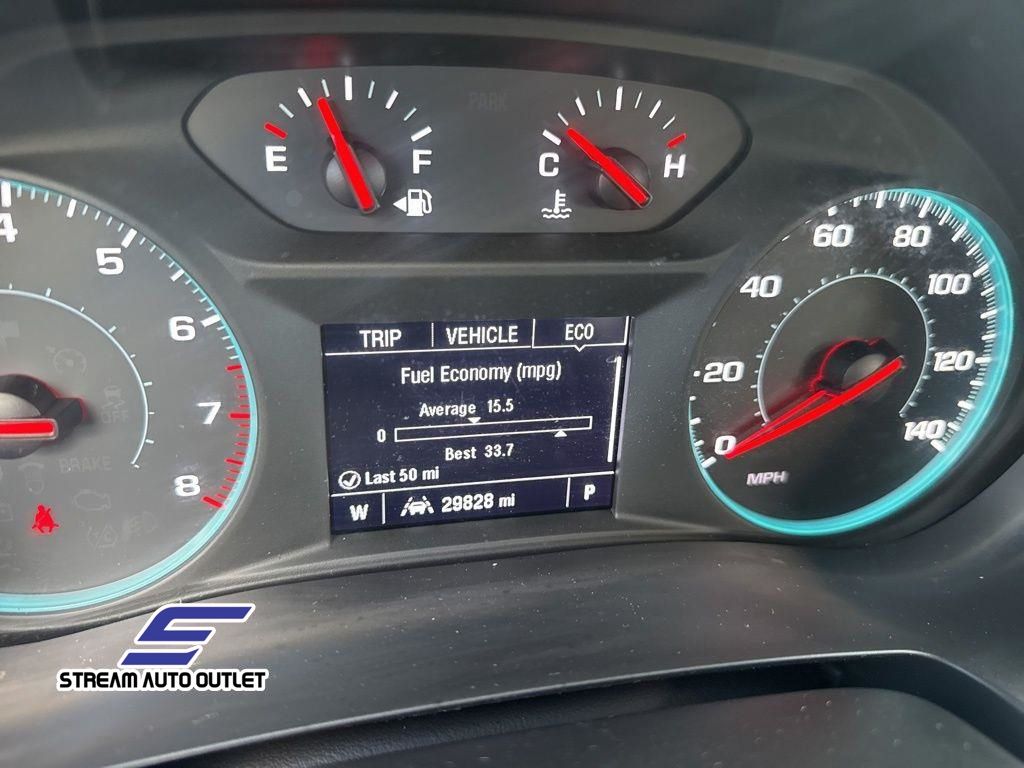 PARK
E F
C H
4
5
6
7
8
BRAKE
OFF
TRIP VEHICLE ECO
Fuel Economy (mpg)
Average 15.5
0
Best 33.7
Last 50 mi
W 29828 mi P
0 20 40 60 80 100 120 140
MPH
STREAM AUTO OUTLET